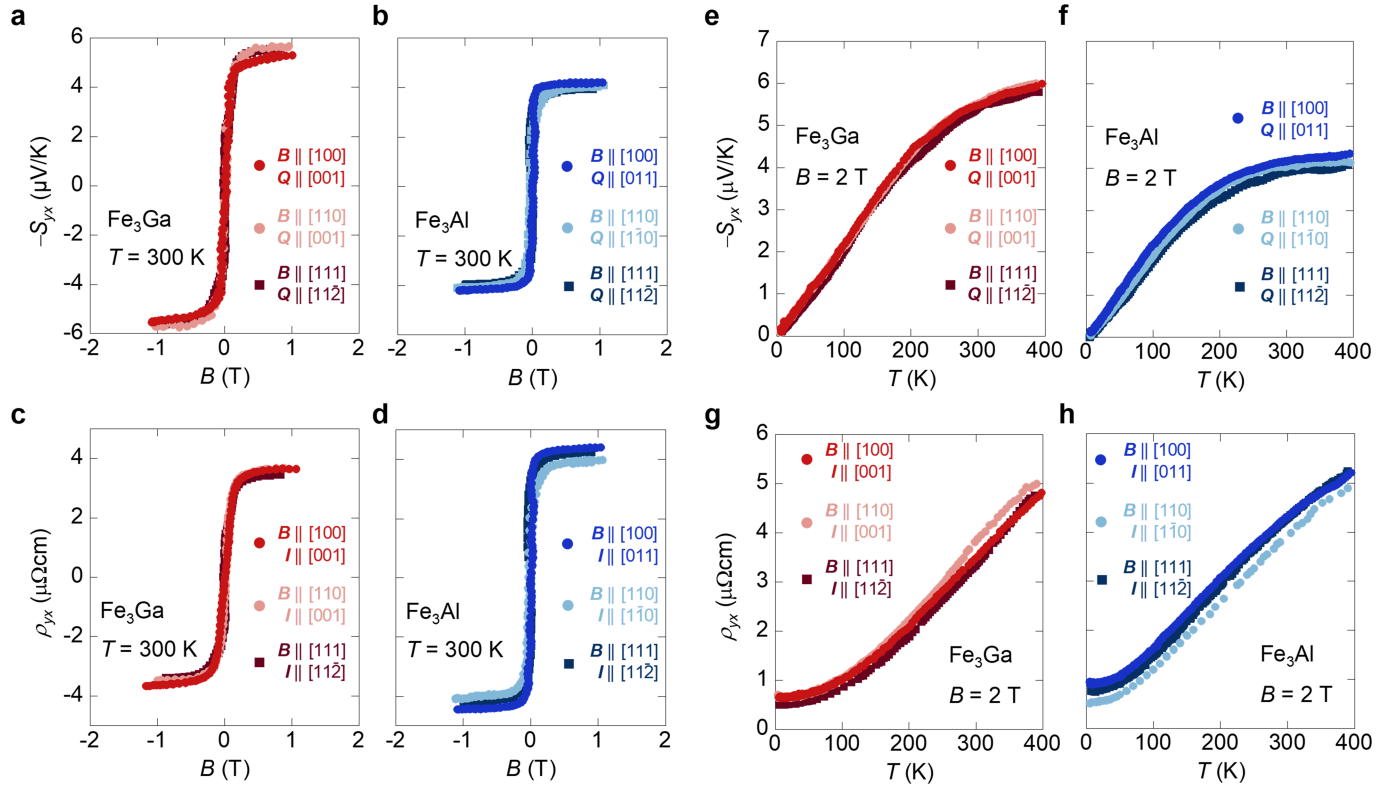 a
6
4
2
0
−2
−4
−6
−2
−1
0
1
2
−Syx (μV/K)
B (T)
Fe3Ga
T = 300 K
B || [100]
Q || [001]
B || [110]
Q || [001]
B || [111]
Q || [112̄]
b
−2
−1
0
1
2
B (T)
Fe3Al
T = 300 K
B || [100]
Q || [011]
B || [110]
Q || [11̄0]
B || [111]
Q || [112̄]
e
7
6
5
4
3
2
1
0
0
100
200
300
400
−Syx (μV/K)
T (K)
Fe3Ga
B = 2 T
B || [100]
Q || [001]
B || [110]
Q || [001]
B || [111]
Q || [112̄]
f
0
100
200
300
400
T (K)
Fe3Al
B = 2 T
B || [100]
Q || [011]
B || [110]
Q || [11̄0]
B || [111]
Q || [112̄]
c
4
2
0
−2
−4
−2
−1
0
1
2
ρyx (μΩcm)
B (T)
Fe3Ga
T = 300 K
B || [100]
I || [001]
B || [110]
I || [001]
B || [111]
I || [112̄]
d
−2
−1
0
1
2
B (T)
Fe3Al
T = 300 K
B || [100]
I || [011]
B || [110]
I || [11̄0]
B || [111]
I || [112̄]
g
6
5
4
3
2
1
0
0
100
200
300
400
ρyx (μΩcm)
T (K)
B || [100]
I || [001]
B || [110]
I || [001]
B || [111]
I || [112̄]
Fe3Ga
B = 2 T
h
0
100
200
300
400
T (K)
B || [100]
I || [011]
B || [110]
I || [11̄0]
B || [111]
I || [112̄]
Fe3Al
B = 2 T